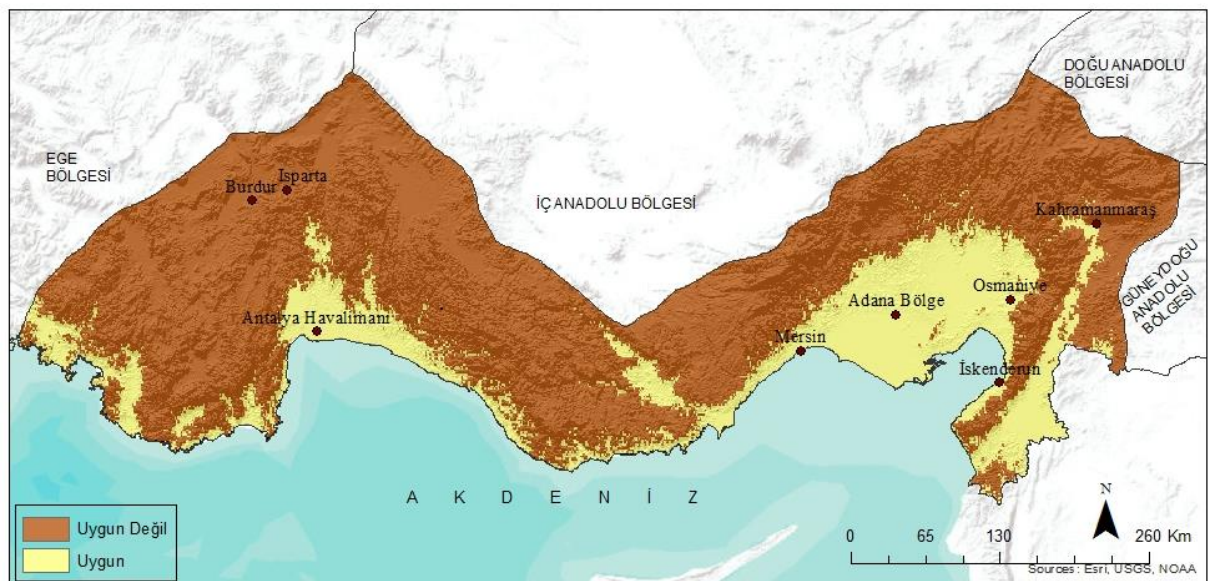 DOĞU ANADOLU
BÖLGESİ
EGE
BÖLGESİ
Isparta
Burdur
İÇ ANADOLU BÖLGESİ
Kahramanmaraş
GÜNEYDOĞU
ANADOLU
BÖLGESİ
Osmaniye
Adana Bölge
Antalya Havalimanı
Mersin
İskenderun
A K D E N İ Z
N
Uygun Değil
Uygun
0 65 130 260 Km
Sources: Esri, USGS, NOAA